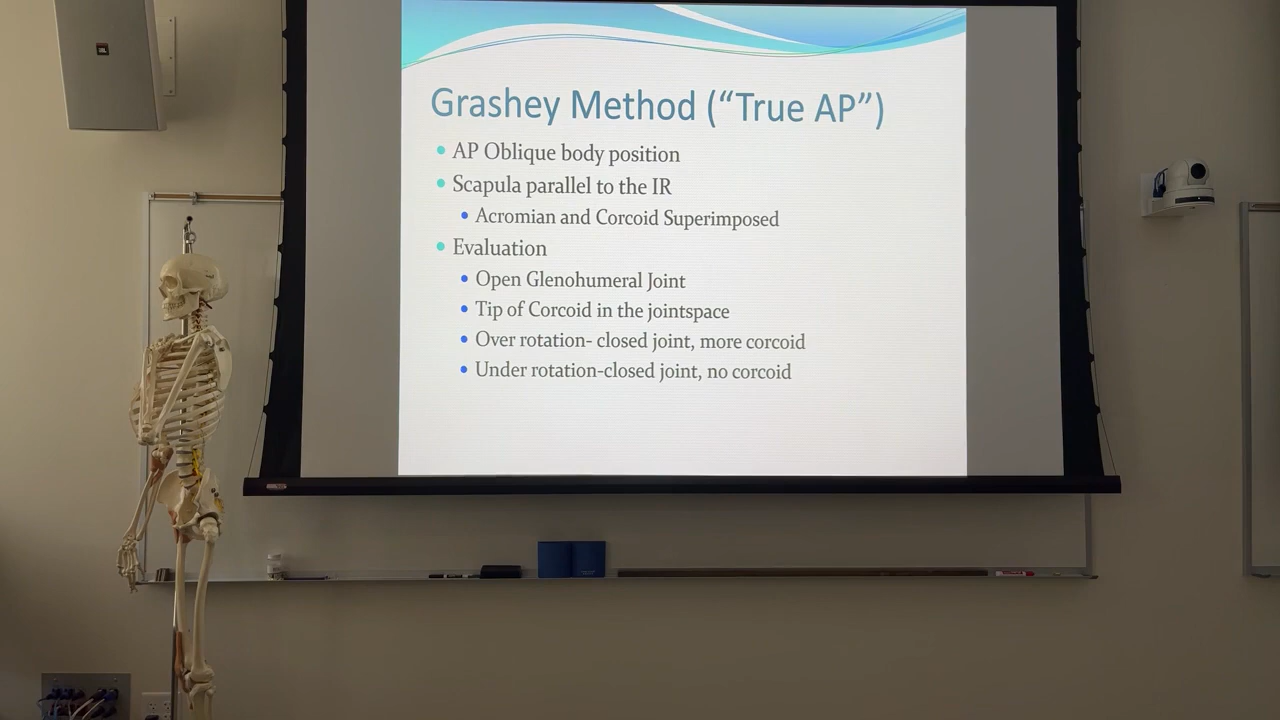 Grashey Method (“True AP”)
• AP Oblique body position
• Scapula parallel to the IR
• Acromian and Corcoid Superimposed
• Evaluation
• Open Glenohumeral Joint
• Tip of Corcoid in the jointspace
• Over rotation- closed joint, more corcoid
• Under rotation-closed joint, no corcoid